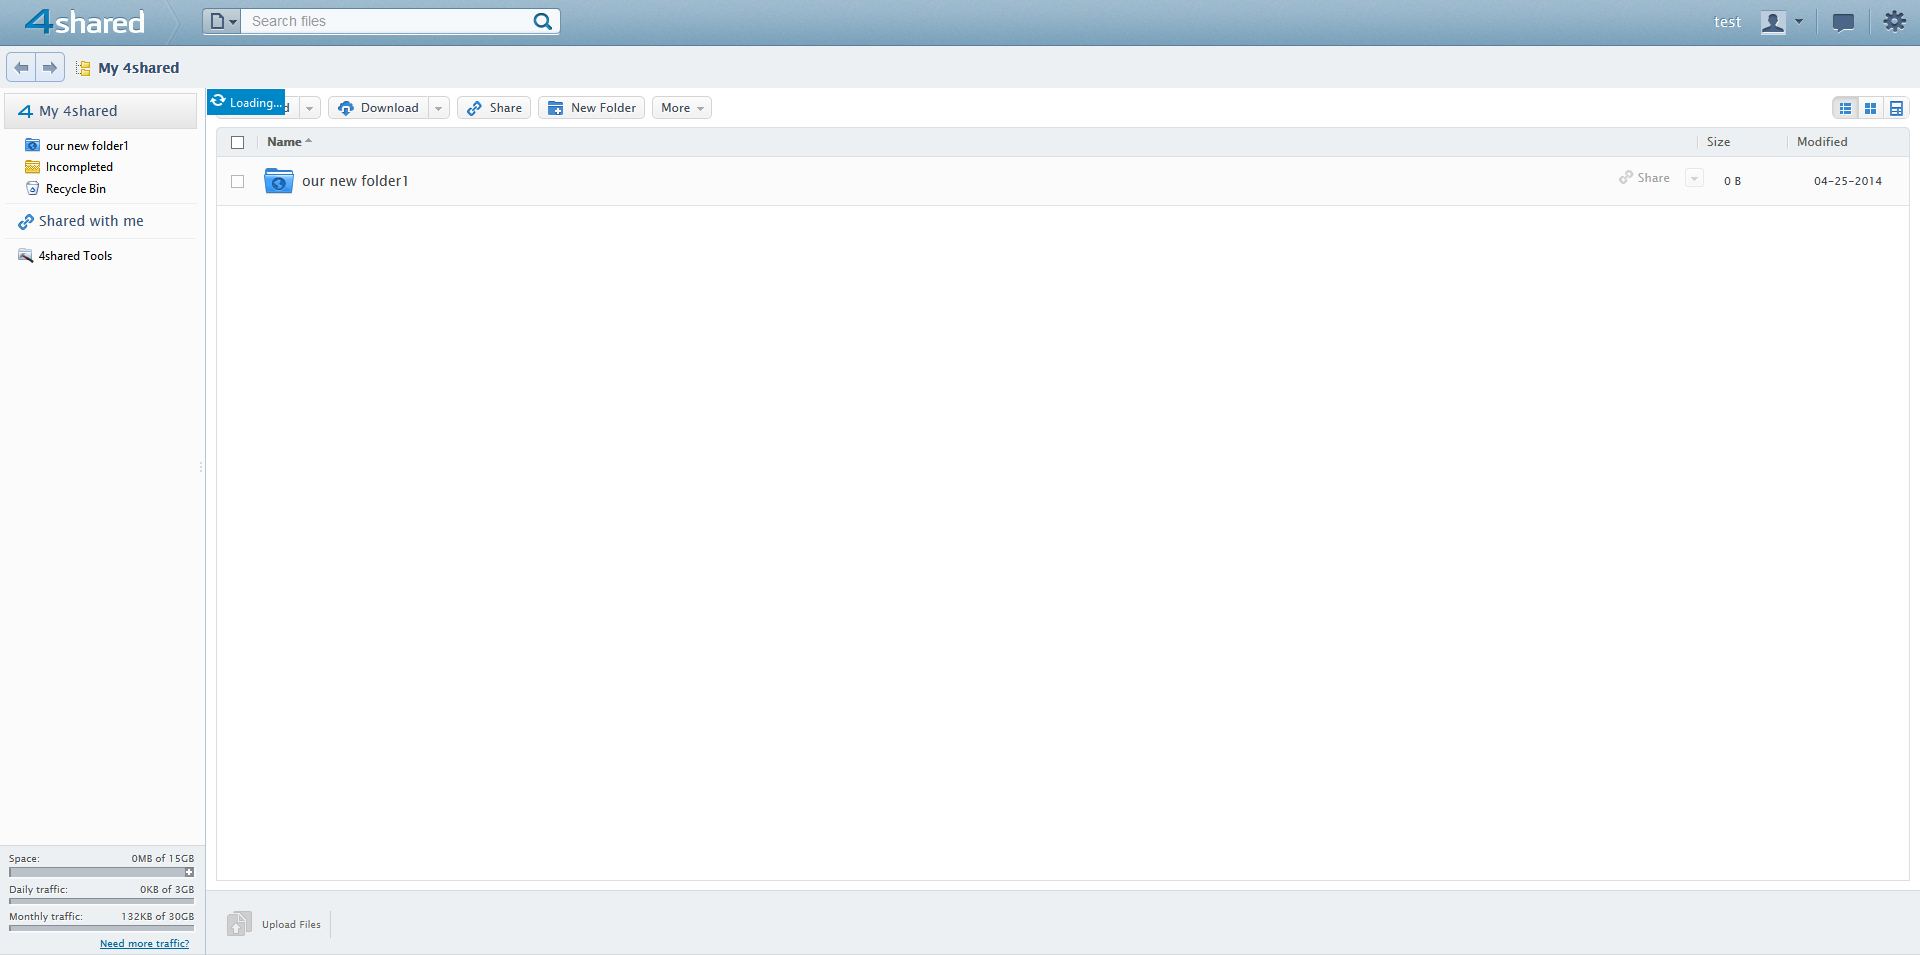 4shared
Search files
test
My 4shared
My 4shared
our new folder1
Incompleted
Recycle Bin
Shared with me
4shared Tools
Loading...
Download
Share
New Folder
More
Name
Size
Modified
our new folder1
Share
0 B
04-25-2014
Space:
0MB of 15GB
Daily traffic:
0KB of 3GB
Monthly traffic:
132KB of 30GB
Need more traffic?
Upload Files